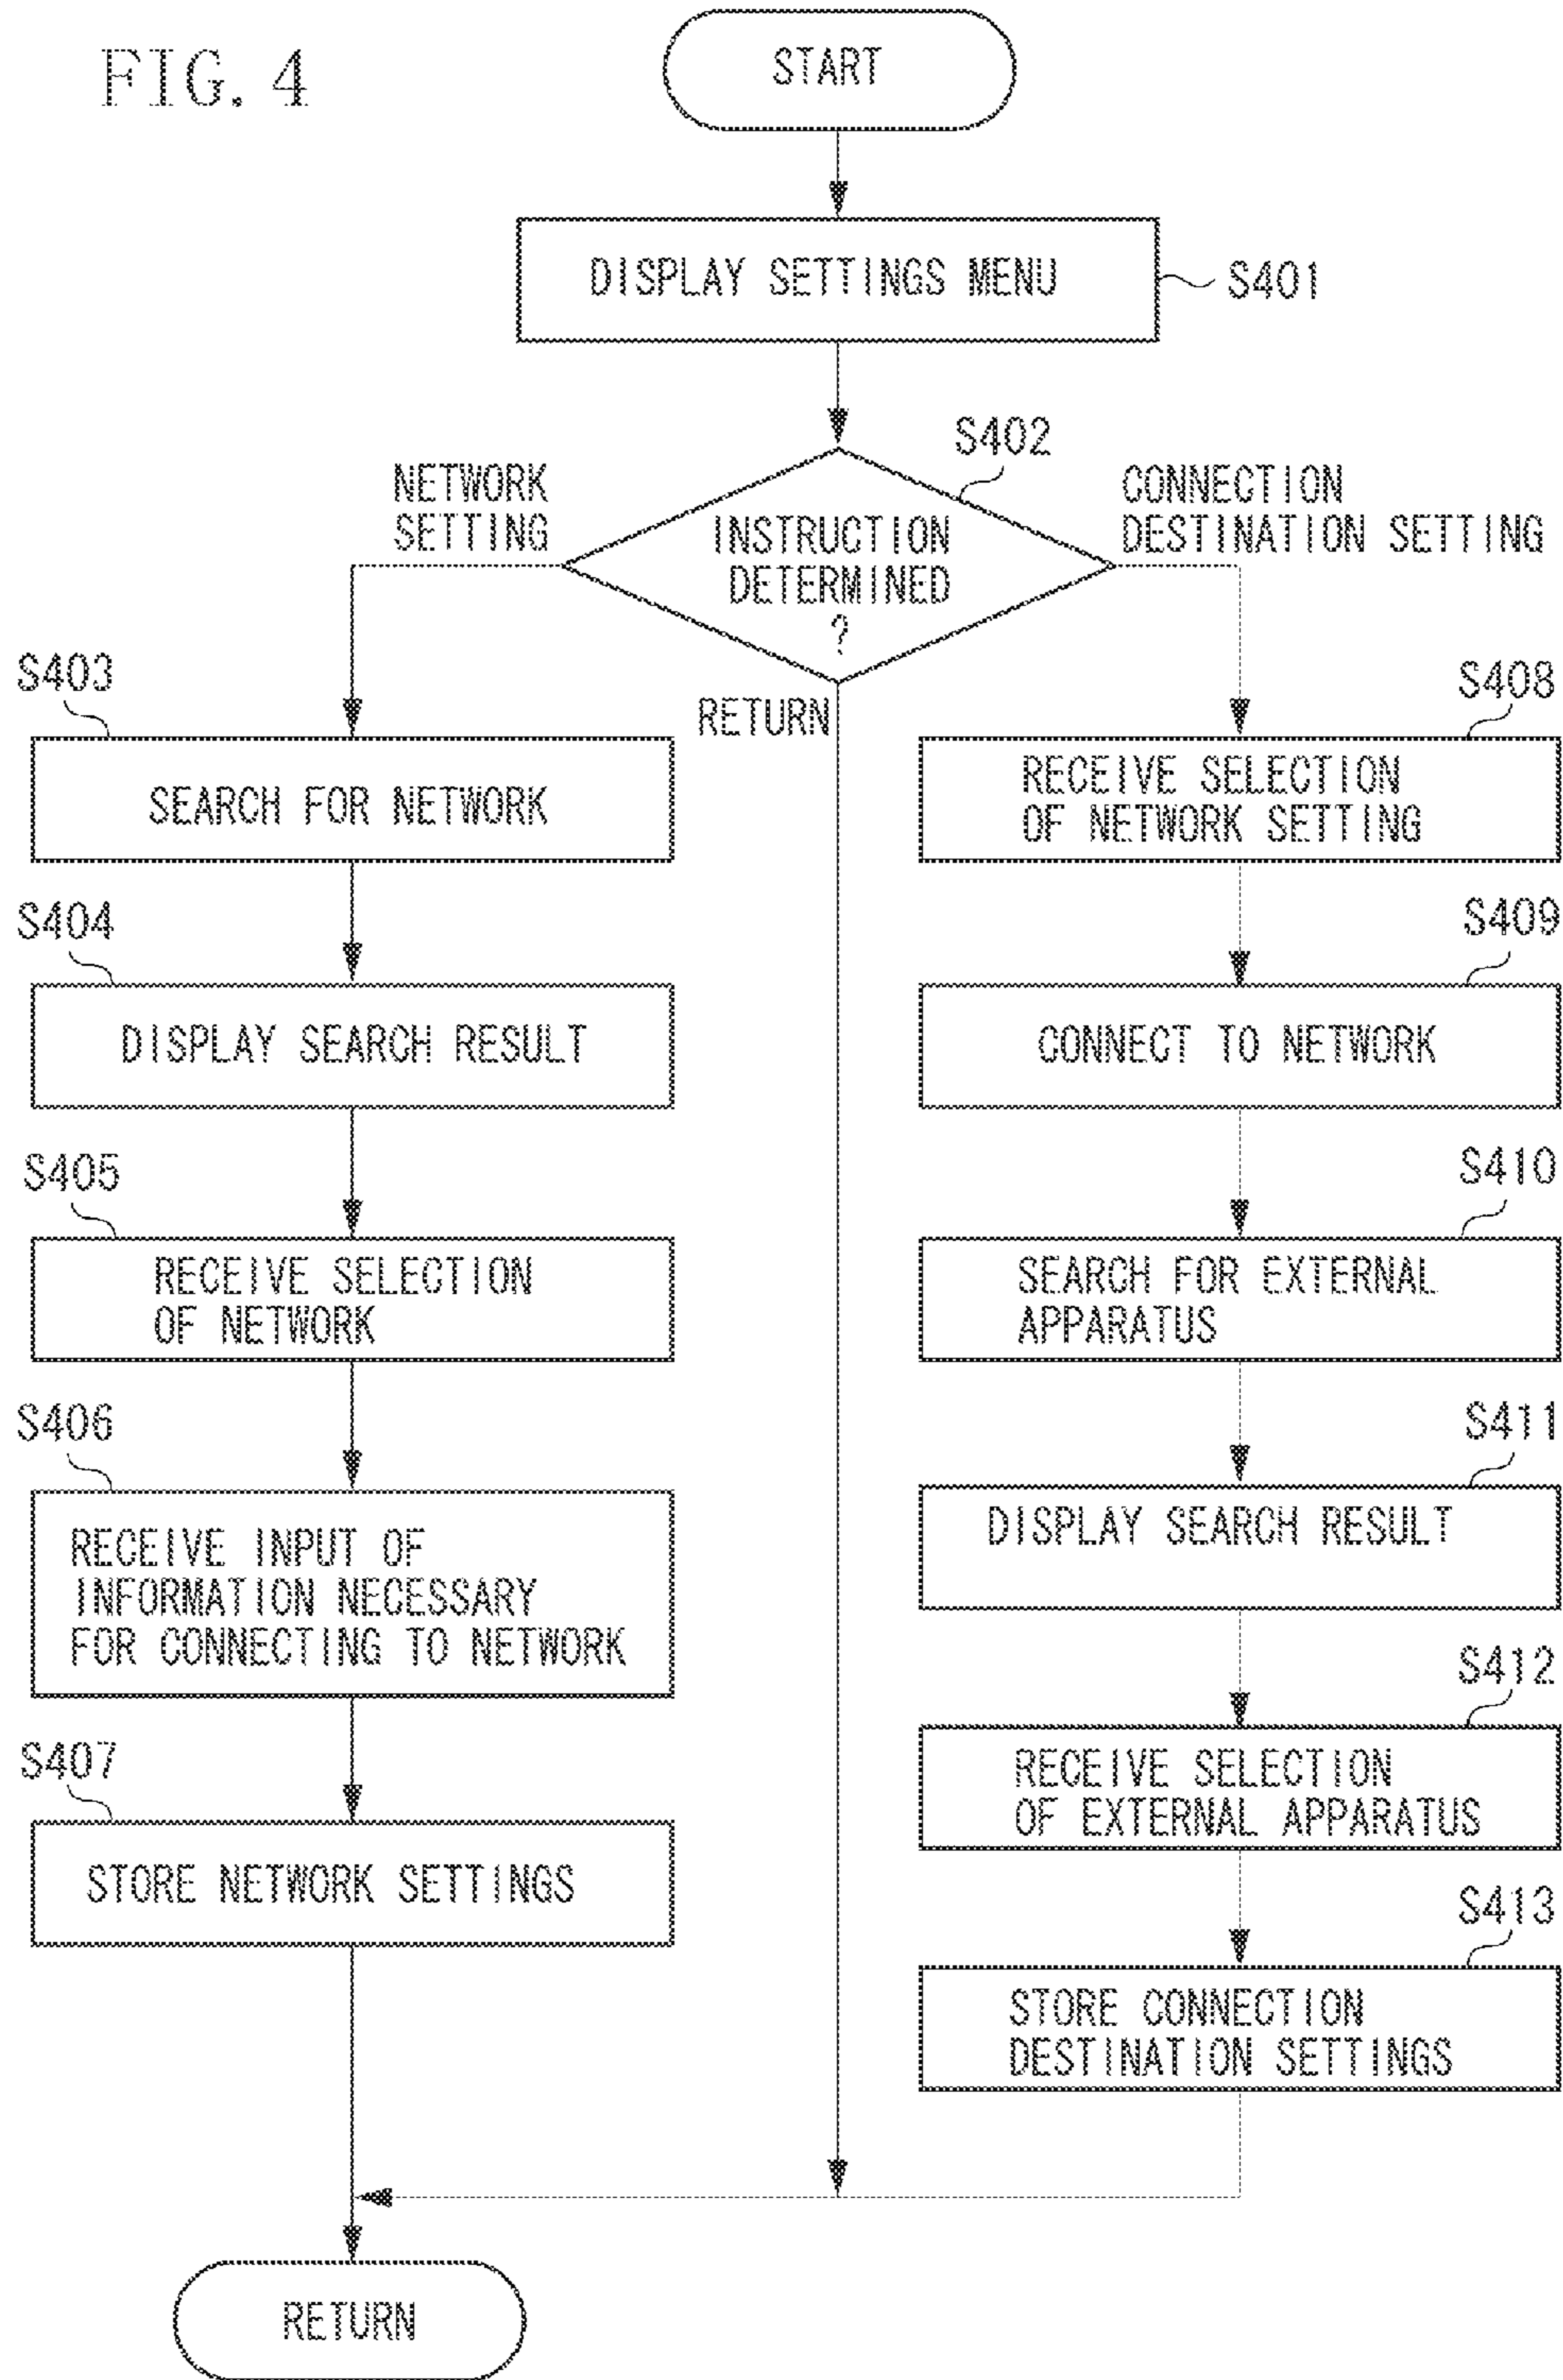 FIG. 4
START
DISPLAY SETTINGS MENU
S401
S402
NETWORK
SETTING
INSTRUCTION
DETERMINED
?
CONNECTION
DESTINATION SETTING
RETURN
S403
SEARCH FOR NETWORK
S404
DISPLAY SEARCH RESULT
S405
RECEIVE SELECTION
OF NETWORK
S406
RECEIVE INPUT OF
INFORMATION NECESSARY
FOR CONNECTING TO NETWORK
S407
STORE NETWORK SETTINGS
S408
RECEIVE SELECTION
OF NETWORK SETTING
S409
CONNECT TO NETWORK
S410
SEARCH FOR EXTERNAL
APPARATUS
S411
DISPLAY SEARCH RESULT
S412
RECEIVE SELECTION
OF EXTERNAL APPARATUS
S413
STORE CONNECTION
DESTINATION SETTINGS
RETURN